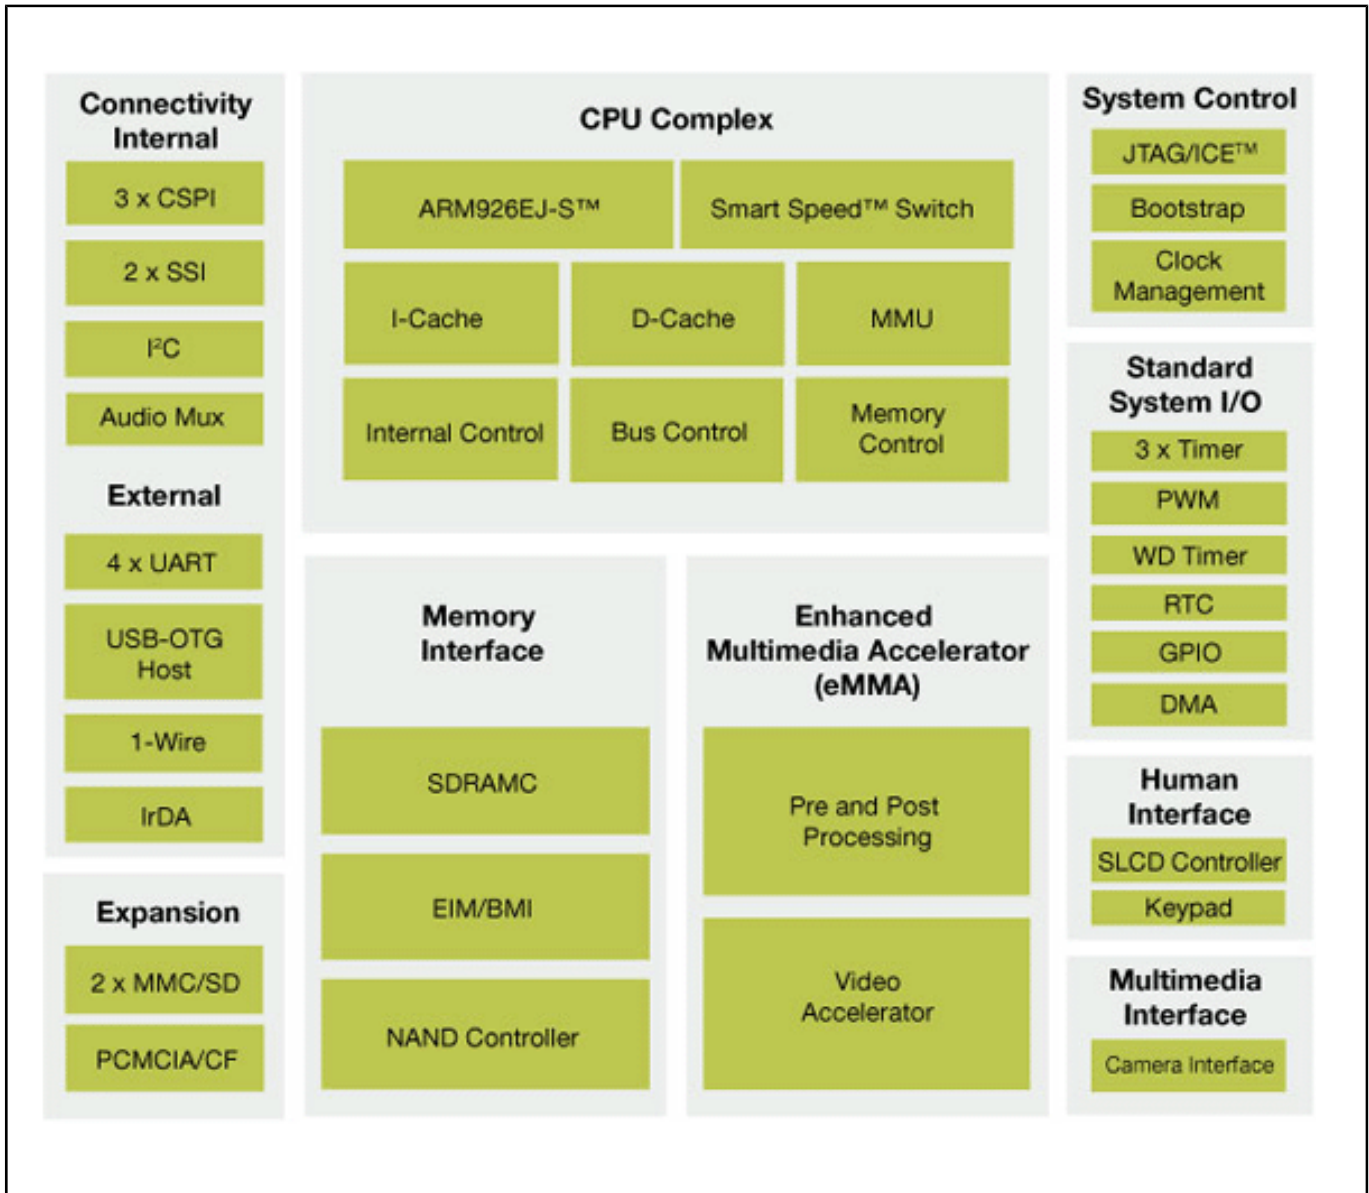 Connectivity
Internal
3 x CSPI
2 x SSI
I²C
Audio Mux
External
4 x UART
USB-OTG
Host
1-Wire
IrDA
Expansion
2 x MMC/SD
PCMCIA/CF
CPU Complex
ARM926EJ-S™
Smart Speed™ Switch
I-Cache
D-Cache
MMU
Internal Control
Bus Control
Memory
Control
Memory
Interface
SDRAMC
EIM/BMI
NAND Controller
Enhanced
Multimedia Accelerator
(eMMA)
Pre and Post
Processing
Video
Accelerator
System Control
JTAG/ICE™
Bootstrap
Clock
Management
Standard
System I/O
3 x Timer
PWM
WD Timer
RTC
GPIO
DMA
Human
Interface
SLCD Controller
Keypad
Multimedia
Interface
Camera Interface